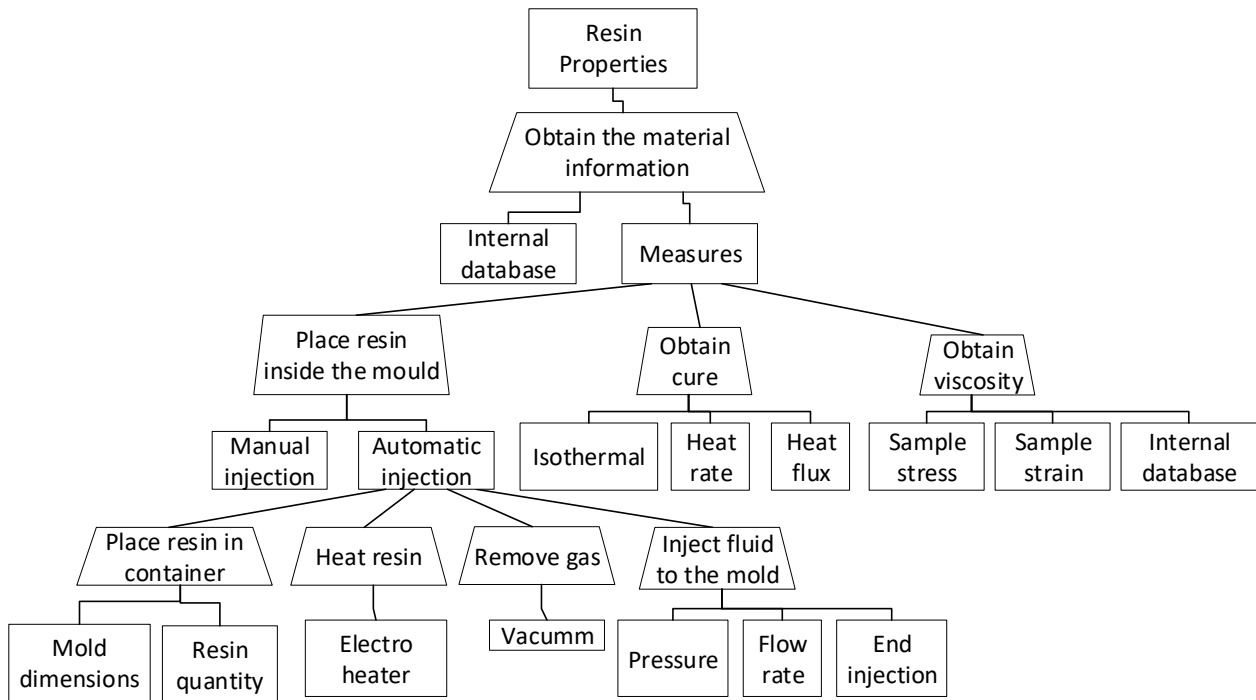 Resin
Properties
Obtain the material
information
Internal
database
Measures
Place resin
inside the mould
Obtain
cure
Obtain
viscosity
Manual
injection
Automatic
injection
Isothermal
Heat
rate
Heat
flux
Sample
stress
Sample
strain
Internal
database
Place resin in
container
Heat resin
Remove gas
Inject fluid
to the mold
Mold
dimensions
Resin
quantity
Electro
heater
Vacumm
Pressure
Flow
rate
End
injection